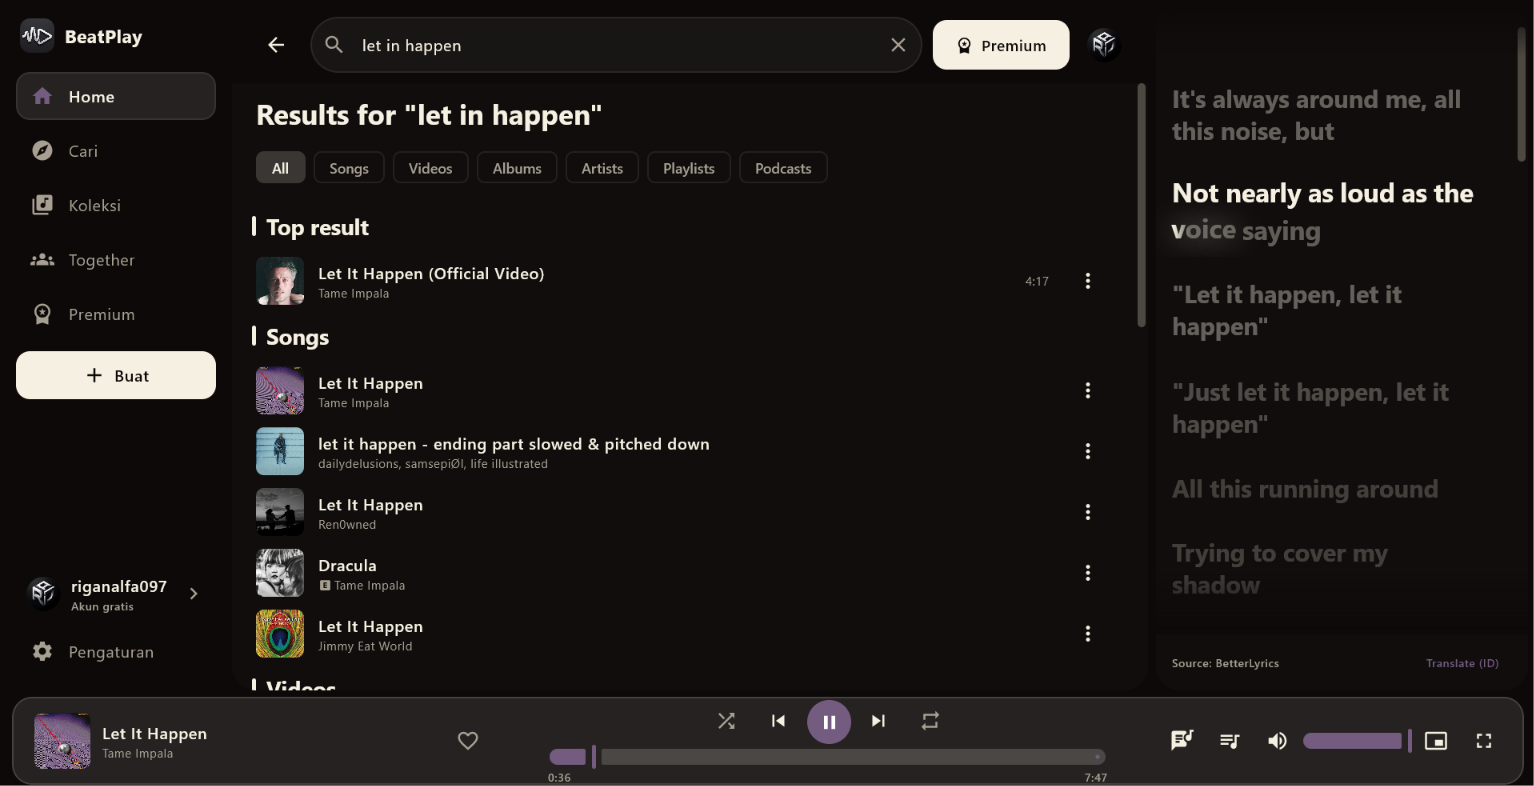 BeatPlay
Home
Cari
Koleksi
Together
Premium
Buat
riganalfa097
Akun gratis
Pengaturan
let in happen
Premium
Results for "let in happen"
All
Songs
Videos
Albums
Artists
Playlists
Podcasts
Top result
Let It Happen (Official Video)
Tame Impala
4:17
Songs
Let It Happen
Tame Impala
let it happen - ending part slowed & pitched down
dailydelusions, samsepiØl, life illustrated
Let It Happen
Ren0wned
Dracula
E Tame Impala
Let It Happen
Jimmy Eat World
Videos
It's always around me, all
this noise, but
Not nearly as loud as the
voice saying
"Let it happen, let it
happen"
"Just let it happen, let it
happen"
All this running around
Trying to cover my
shadow
Source: BetterLyrics
Translate (ID)
Let It Happen
Tame Impala
0:36
7:47